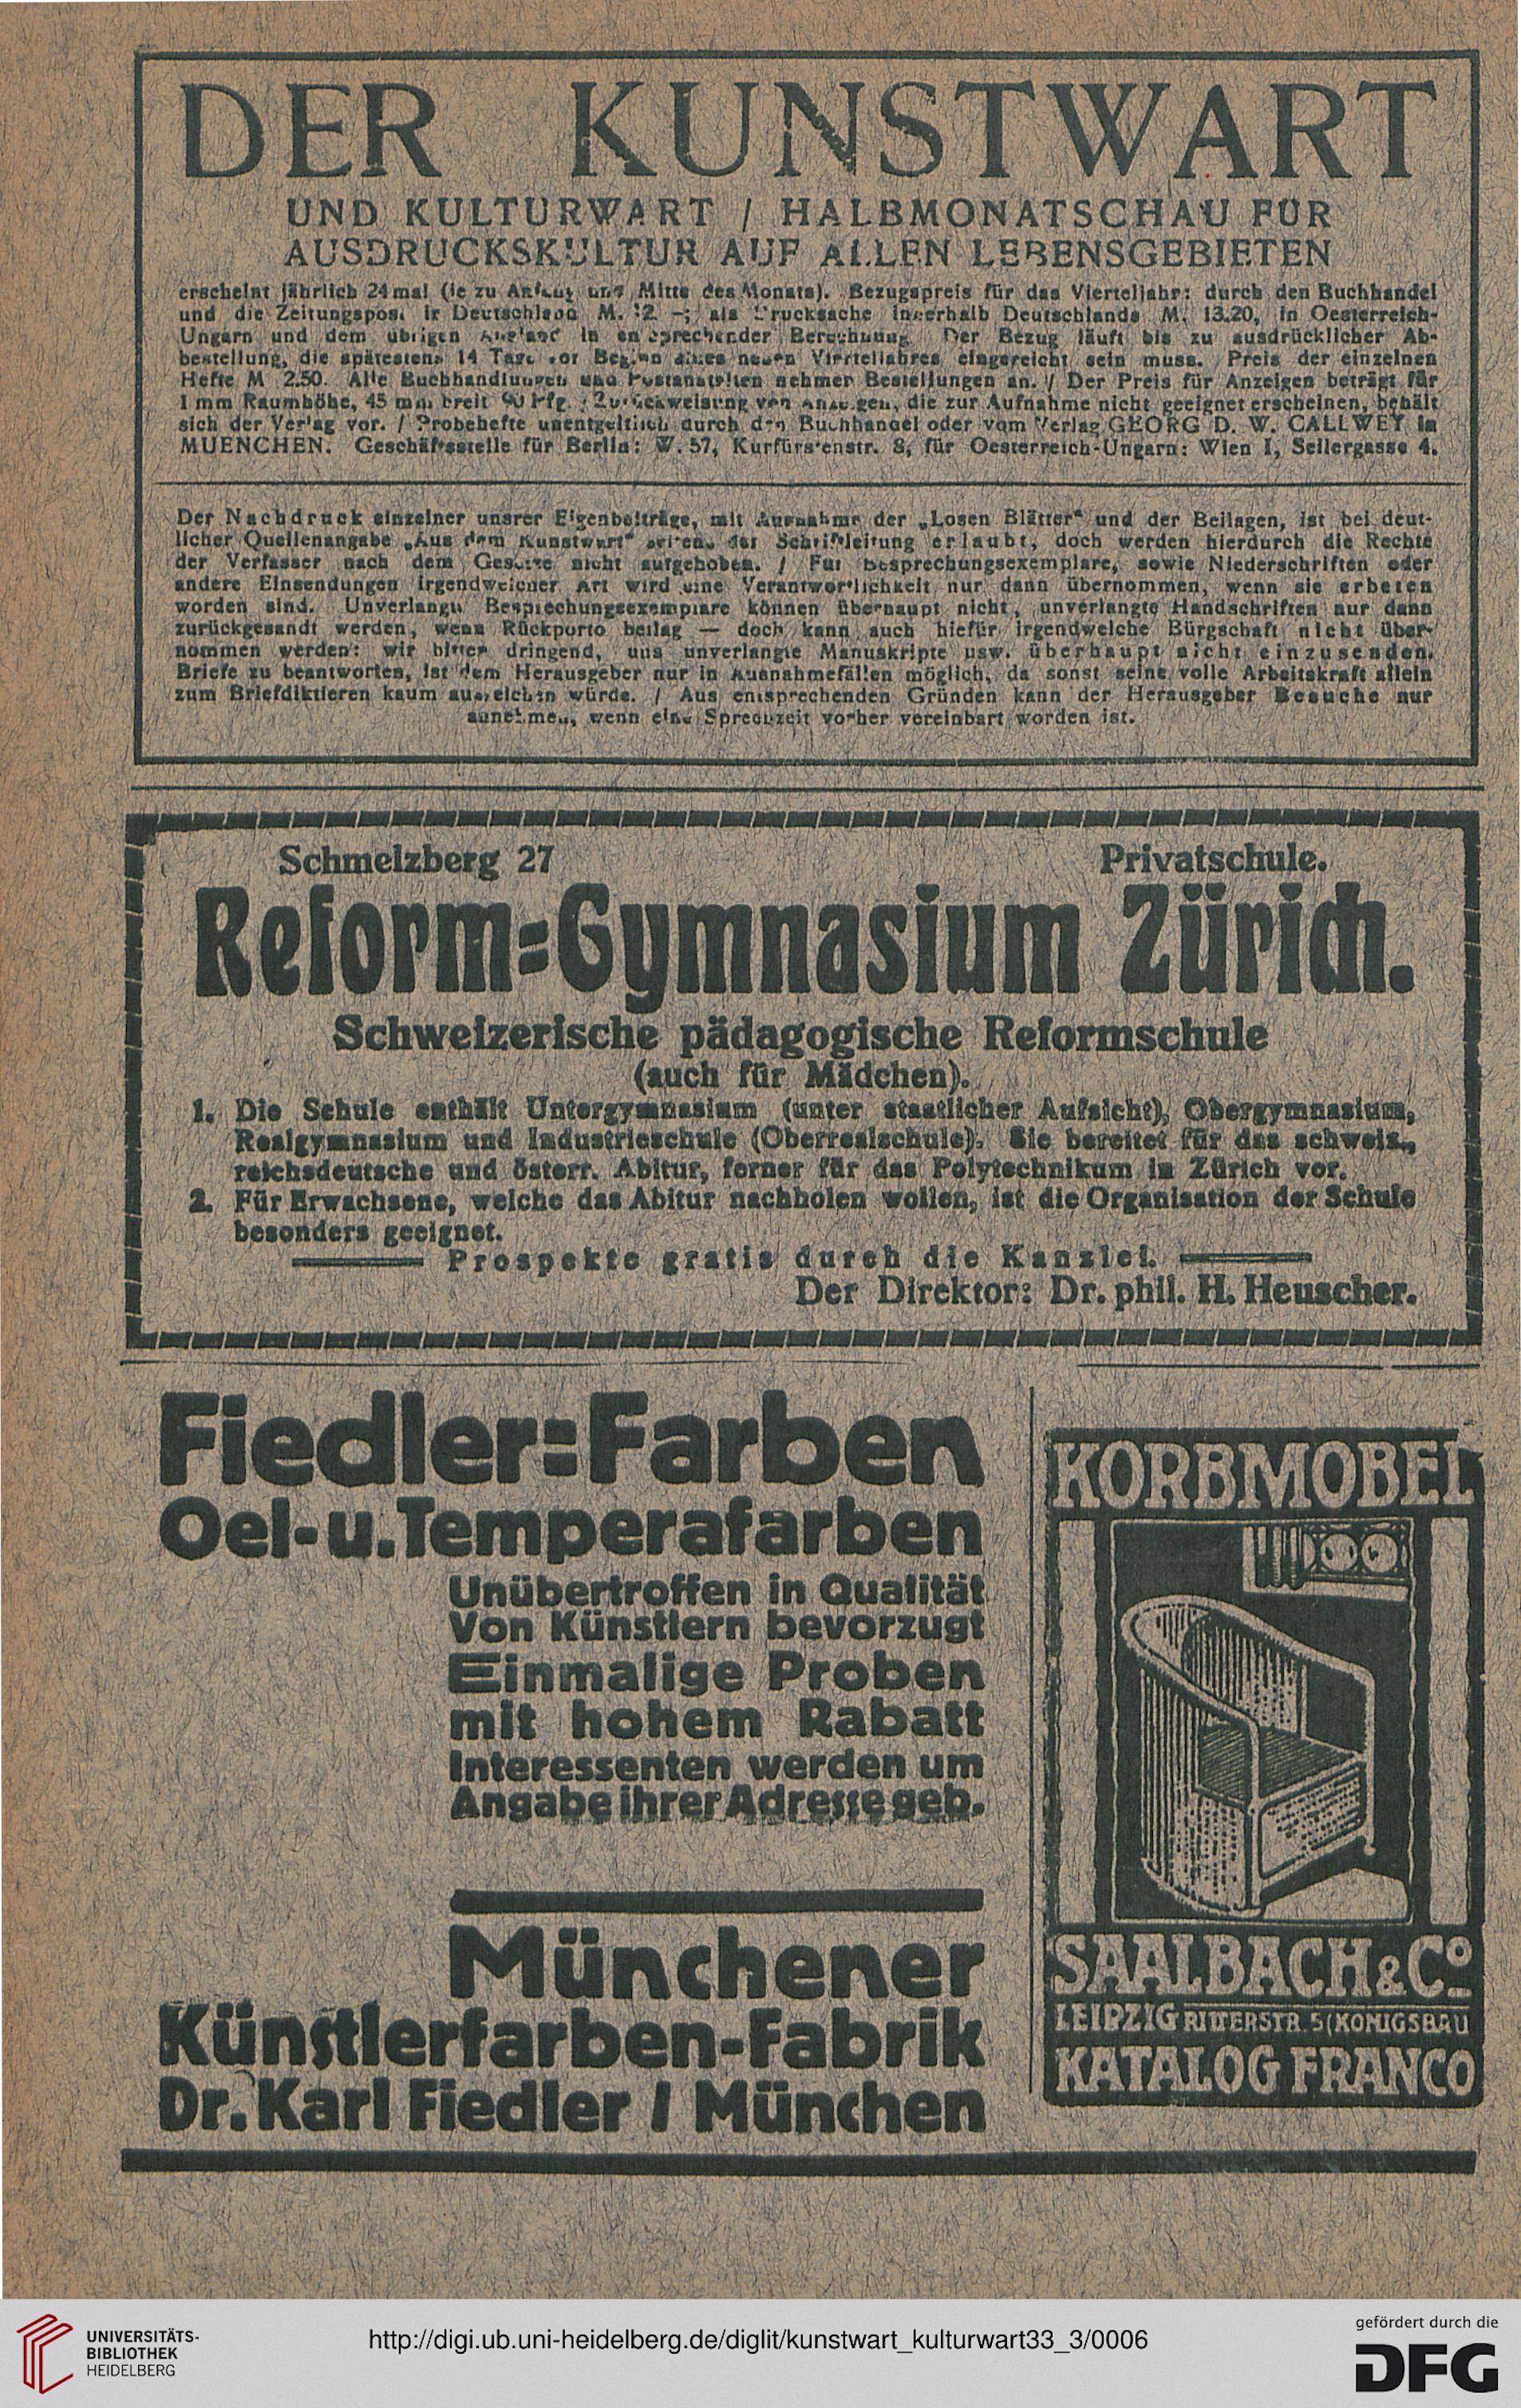 DER KUNSTWART
UND KULTURWART / HALBMONATSCHAU FÜR
AUSDRUCKSKULTUR AUF ALLEN LEBENSGEBIETEN
erscheint jährlich 24mal (je zu Anfang und Mitte des Monats). Bezugspreis für das Vierteljahr: durch den Buchhandel
und die Zeitungspost in Deutschland M. 12.–; als Drucksache innerhalb Deutschlands M. 13.20, in Oesterreich-
Ungarn und dem übrigen Ausland in entsprechender Berechnung. Der Bezug läuft bis zu ausdrücklicher Ab-
bestellung, die spätestens 14 Tage vor Beginn eines neuen Vierteljahres eingereicht sein muss. / Preis der einzelnen
Hefte M 2.50. Alle Buchhandlungen und Postanstalten nehmen Bestellungen an. / Der Preis für Anzeigen beträgt für
1 mm Raumhöhe, 45 mm breit 90 Pfg. / Zurückweisung von Anzeigen, die zur Aufnahme nicht geeignet erscheinen, behält
sich der Verlag vor. / Probehefte unentgeltlich durch den Buchhandel oder vom Verlag GEORG D. W. CALLWEY in
MUENCHEN. Geschäftsstelle für Berlin: W. 57, Kurfürstenstr. 8, für Oesterreich-Ungarn: Wien I, Seilergasse 4.
Der Nachdruck einzelner unsrer Eigenbeiträge, mit Ausnahme der „Losen Blätter“ und der Beilagen, ist bei deut-
licher Quellenangabe „Aus dem Kunstwart“ seitens der Schriftleitung erlaubt, doch werden hierdurch die Rechte
der Verfasser nach dem Gesetze nicht aufgehoben. / Für Besprechungsexemplare, sowie Niederschriften oder
andere Einsendungen irgendwelcher Art wird eine Verantwortlichkeit nur dann übernommen, wenn sie erbeten
worden sind. Unverlangte Besprechungsexemplare können überhaupt nicht, unverlangte Handschriften nur dann
zurückgesandt werden, wenn Rückporto beilag — doch kann auch hiefür irgendwelche Bürgschaft nicht über-
nommen werden: wir bitten dringend, uns unverlangte Manuskripte usw. überhaupt nicht einzusenden.
Briefe zu beantworten, ist dem Herausgeber nur in Ausnahmefällen möglich, da sonst seine volle Arbeitskraft allein
zum Briefdiktieren kaum ausreichen würde. / Aus entsprechenden Gründen kann der Herausgeber Besuche nur
annehmen, wenn eine Sprechzeit vorher vereinbart worden ist.
Schmelzberg 27 Privatschule.
Reform=Gymnasium Zürich.
Schweizerische pädagogische Reformschule
(auch für Mädchen).
1. Die Schule enthält Untergymnasium (unter staatlicher Aufsicht), Obergymnasium,
Realgymnasium und Industrieschule (Oberrealschule). Sie bereitet für das schweiz.,
reichsdeutsche und österr. Abitur, ferner für das Polytechnikum in Zürich vor.
2. Für Erwachsene, welche das Abitur nachholen wollen, ist die Organisation der Schule
besonders geeignet.
Prospekte gratis durch die Kanzlei.
Der Direktor: Dr. phil. H. Heuscher.
Fiedler=Farben
Oel- u. Temperafarben
Unübertroffen in Qualität
Von Künstlern bevorzugt
Einmalige Proben
mit hohem Rabatt
Interessenten werden um
Angabe ihrer Adresse geb.
Münchener
Künstlerfarben-Fabrik
Dr. Karl Fiedler / München
KORBMOBEL
SAALBACH & Co.
LEIPZIG RITTERSTR. 5 (KONIGSBAU
KATALOG FRANCO
UNIVERSITÄTS-
BIBLIOTHEK
HEIDELBERG
http://digi.ub.uni-heidelberg.de/diglit/kunstwart_kulturwart33_3/0006
gefördert durch die
DFG